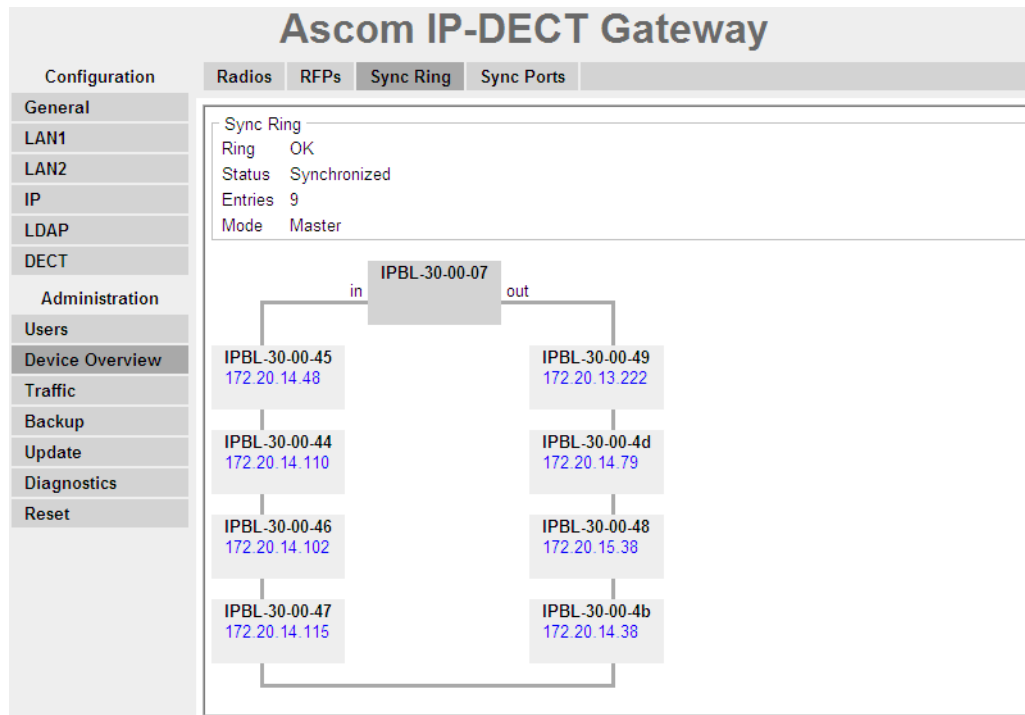 Ascom IP-DECT Gateway
Configuration
General
LAN1
LAN2
IP
LDAP
DECT
Administration
Users
Device Overview
Traffic
Backup
Update
Diagnostics
Reset
Radios RFPs Sync Ring Sync Ports
Sync Ring
Ring OK
Status Synchronized
Entries 9
Mode Master
IPBL-30-00-07
in out
IPBL-30-00-45
172.20.14.48
IPBL-30-00-49
172.20.13.222
IPBL-30-00-44
172.20.14.110
IPBL-30-00-4d
172.20.14.79
IPBL-30-00-46
172.20.14.102
IPBL-30-00-48
172.20.15.38
IPBL-30-00-47
172.20.14.115
IPBL-30-00-4b
172.20.14.38